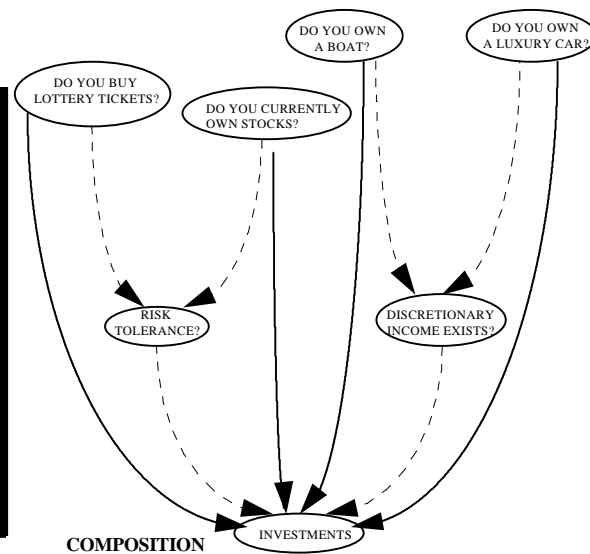 DO YOU OWN
A BOAT?
DO YOU OWN
A LUXURY CAR?
DO YOU BUY
LOTTERY TICKETS?
DO YOU CURRENTLY
OWN STOCKS?
RISK
TOLERANCE?
DISCRETIONARY
INCOME EXISTS?
INVESTMENTS
COMPOSITION